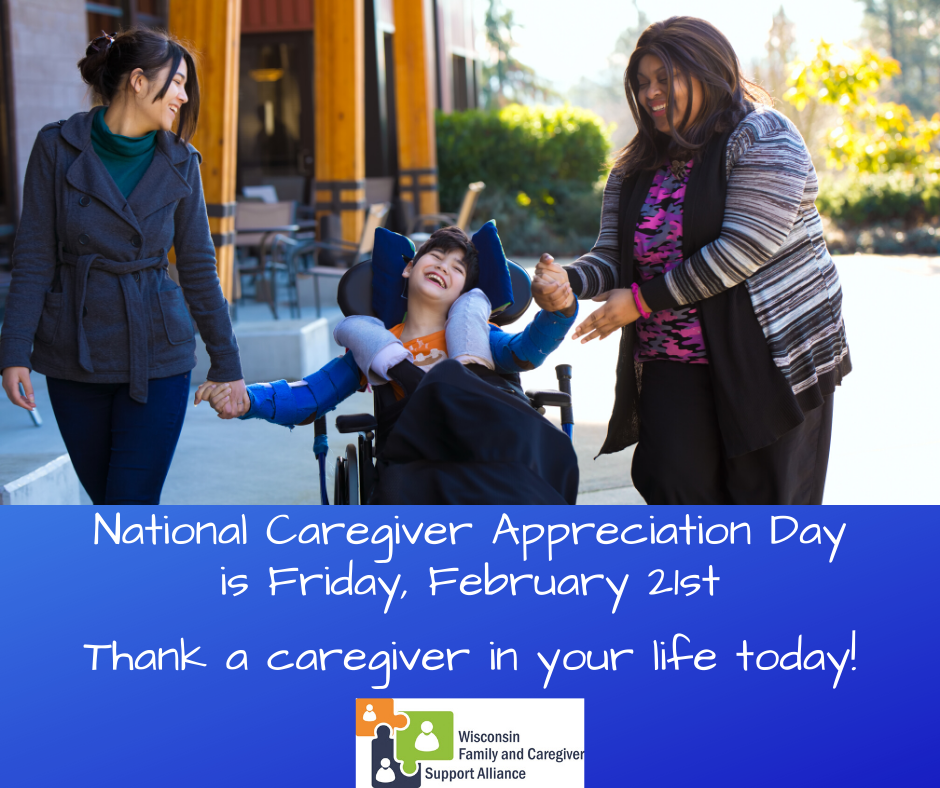 National Caregiver Appreciation Day
is Friday, February 21st
Thank a caregiver in your life today!
Wisconsin
Family and Caregiver
Support Alliance